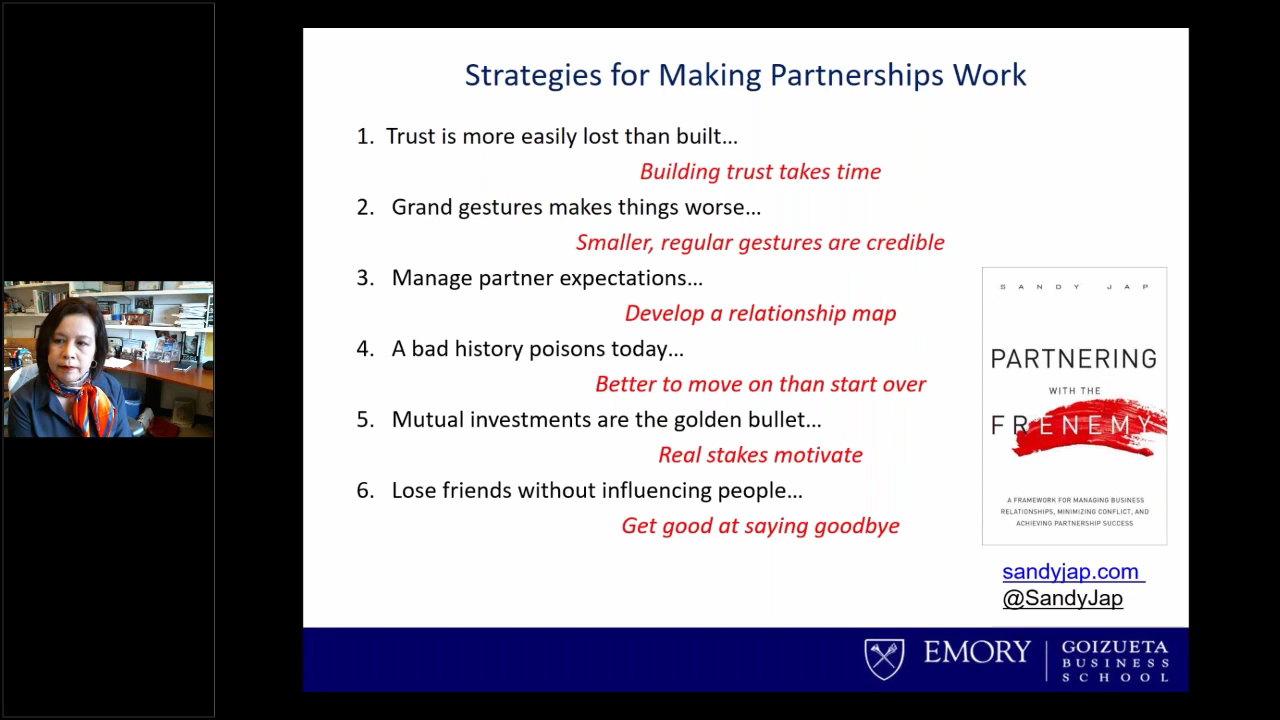 Strategies for Making Partnerships Work
1. Trust is more easily lost than built…
Building trust takes time
2. Grand gestures makes things worse…
Smaller, regular gestures are credible
3. Manage partner expectations…
Develop a relationship map
4. A bad history poisons today…
Better to move on than start over
5. Mutual investments are the golden bullet…
Real stakes motivate
6. Lose friends without influencing people…
Get good at saying goodbye
SANDY JAP
PARTNERING
WITH THE
FRENEMY
A FRAMEWORK FOR MANAGING BUSINESS
RELATIONSHIPS, MINIMIZING CONFLICT, AND
ACHIEVING PARTNERSHIP SUCCESS
sandyjap.com
@SandyJap
EMORY
GOIZUETA
BUSINESS
SCHOOL